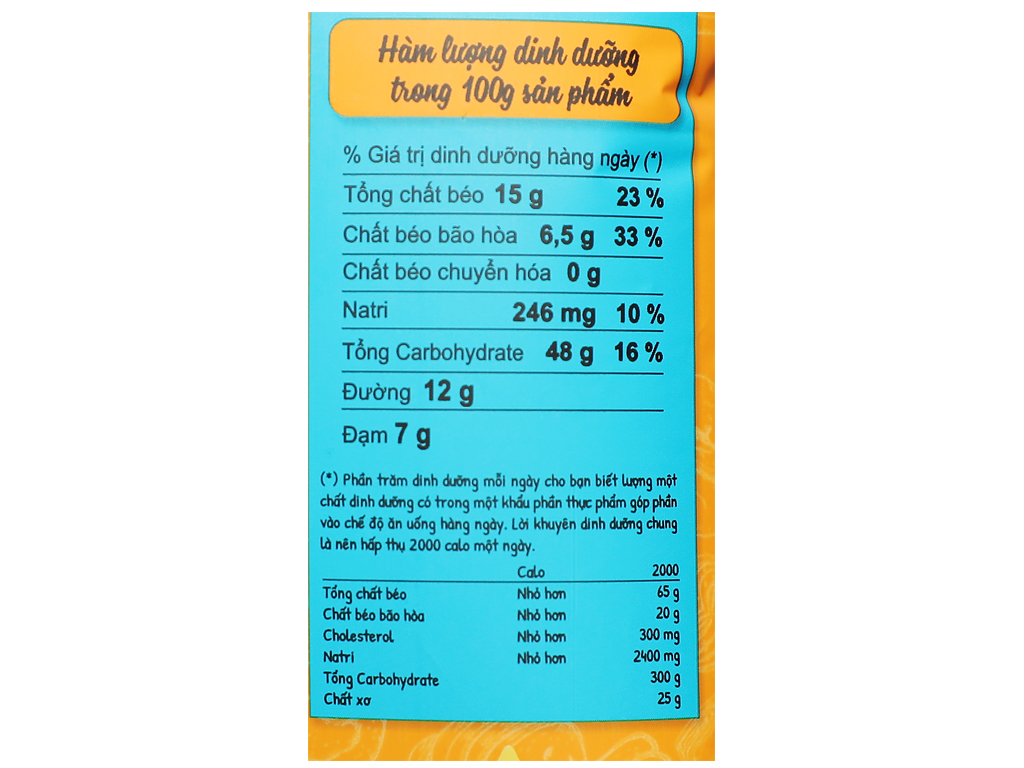 Hàm lượng dinh dưỡng
trong 100g sản phẩm
% Giá trị dinh dưỡng hàng ngày (*)
Tổng chất béo 15 g 23 %
Chất béo bão hòa 6,5 g 33 %
Chất béo chuyển hóa 0 g
Natri 246 mg 10 %
Tổng Carbohydrate 48 g 16 %
Đường 12 g
Đạm 7 g
(*) Phần trăm dinh dưỡng mỗi ngày cho bạn biết lượng một
chất dinh dưỡng có trong một khẩu phần thực phẩm góp phần
vào chế độ ăn uống hàng ngày. Lời khuyên dinh dưỡng chung
là nên hấp thụ 2000 calo một ngày.
Calo 2000
Tổng chất béo Nhỏ hơn 65 g
Chất béo bão hòa Nhỏ hơn 20 g
Cholesterol Nhỏ hơn 300 mg
Natri Nhỏ hơn 2400 mg
Tổng Carbohydrate 300 g
Chất xơ 25 g